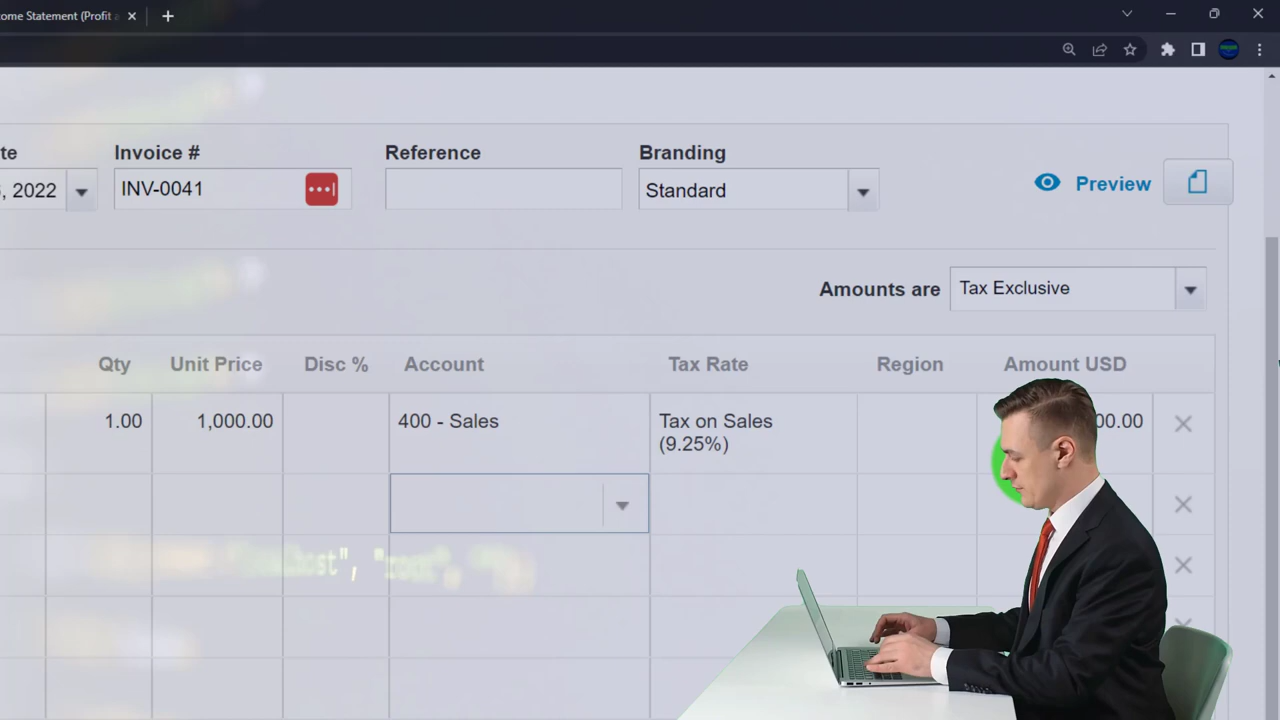 ome Statement (Profit a
te
Invoice #
Reference
Branding
, 2022
INV-0041
Standard
Preview
Amounts are
Tax Exclusive
Qty
Unit Price
Disc %
Account
Tax Rate
Region
Amount USD
1.00
1,000.00
400 - Sales
Tax on Sales
(9.25%)
00.00